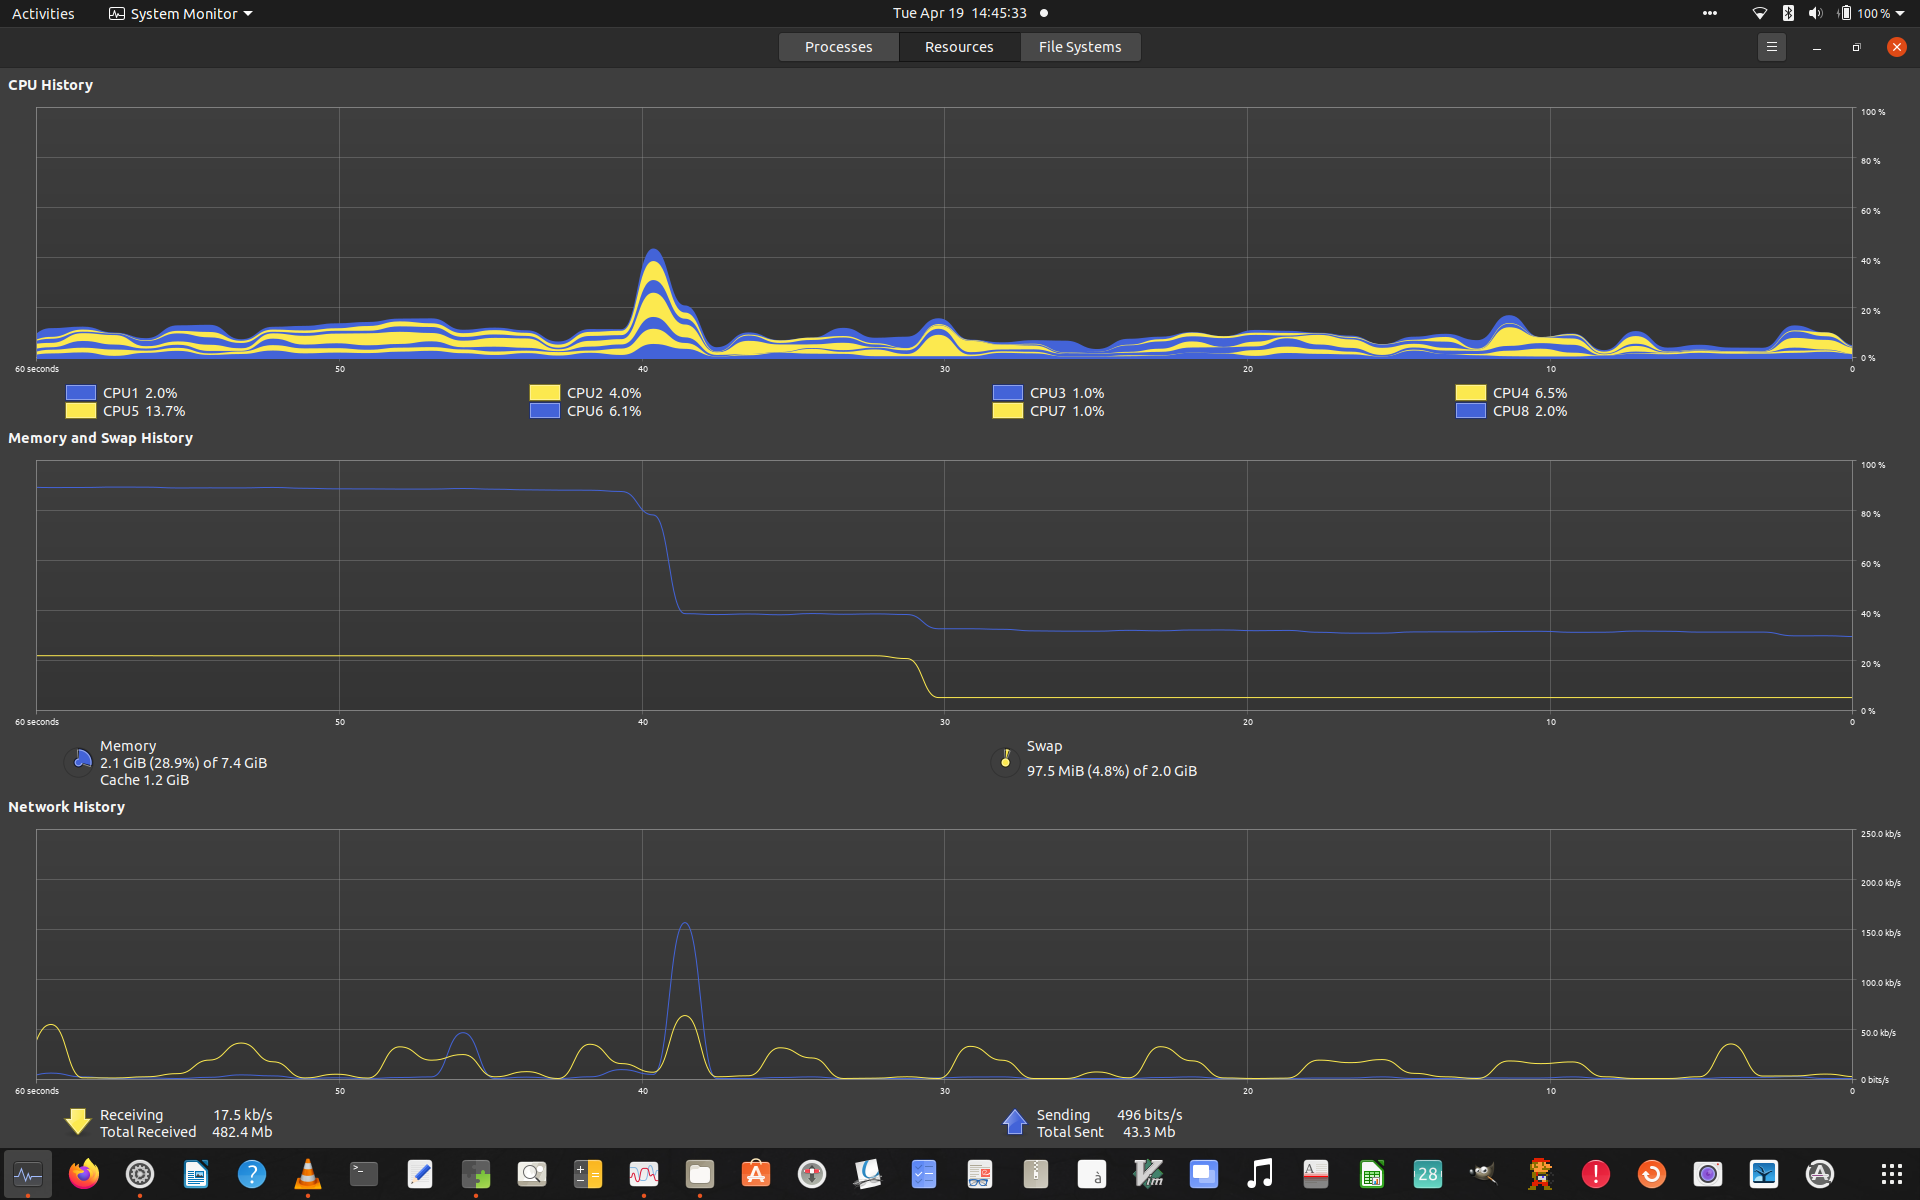 Activities System Monitor Tue Apr 19 14:45:33 100 %
Processes Resources File Systems
CPU History
100 %
80 %
60 %
40 %
20 %
0 %
60 seconds 50 40 30 20 10 0
CPU1 2.0% CPU2 4.0% CPU3 1.0% CPU4 6.5%
CPU5 13.7% CPU6 6.1% CPU7 1.0% CPU8 2.0%
Memory and Swap History
100 %
80 %
60 %
40 %
20 %
0 %
60 seconds 50 40 30 20 10 0
Memory
2.1 GiB (28.9%) of 7.4 GiB
Cache 1.2 GiB
Swap
97.5 MiB (4.8%) of 2.0 GiB
Network History
250.0 kb/s
200.0 kb/s
150.0 kb/s
100.0 kb/s
50.0 kb/s
0 bits/s
60 seconds 50 40 30 20 10 0
Receiving 17.5 kb/s
Total Received 482.4 Mb
Sending 496 bits/s
Total Sent 43.3 Mb
? >_ à Vim A 28 !